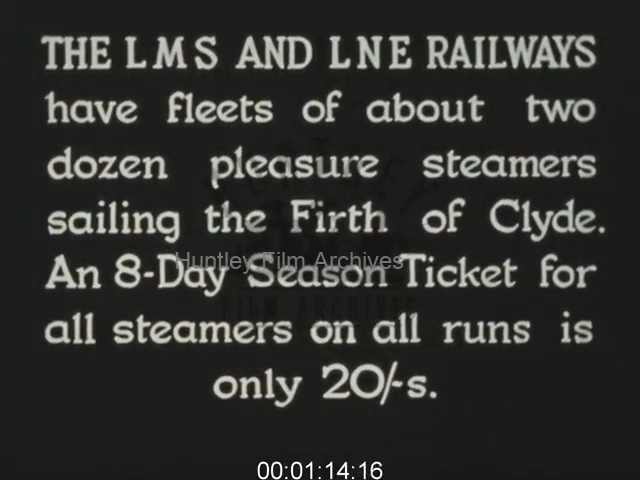 THE LMS AND LNE RAILWAYS
have fleets of about two
dozen pleasure steamers
sailing the Firth of Clyde.
Huntley Film Archives
An 8-Day Season Ticket for
FILM ARCHIVES
all steamers on all runs is
only 20/-s.
00:01:14:16